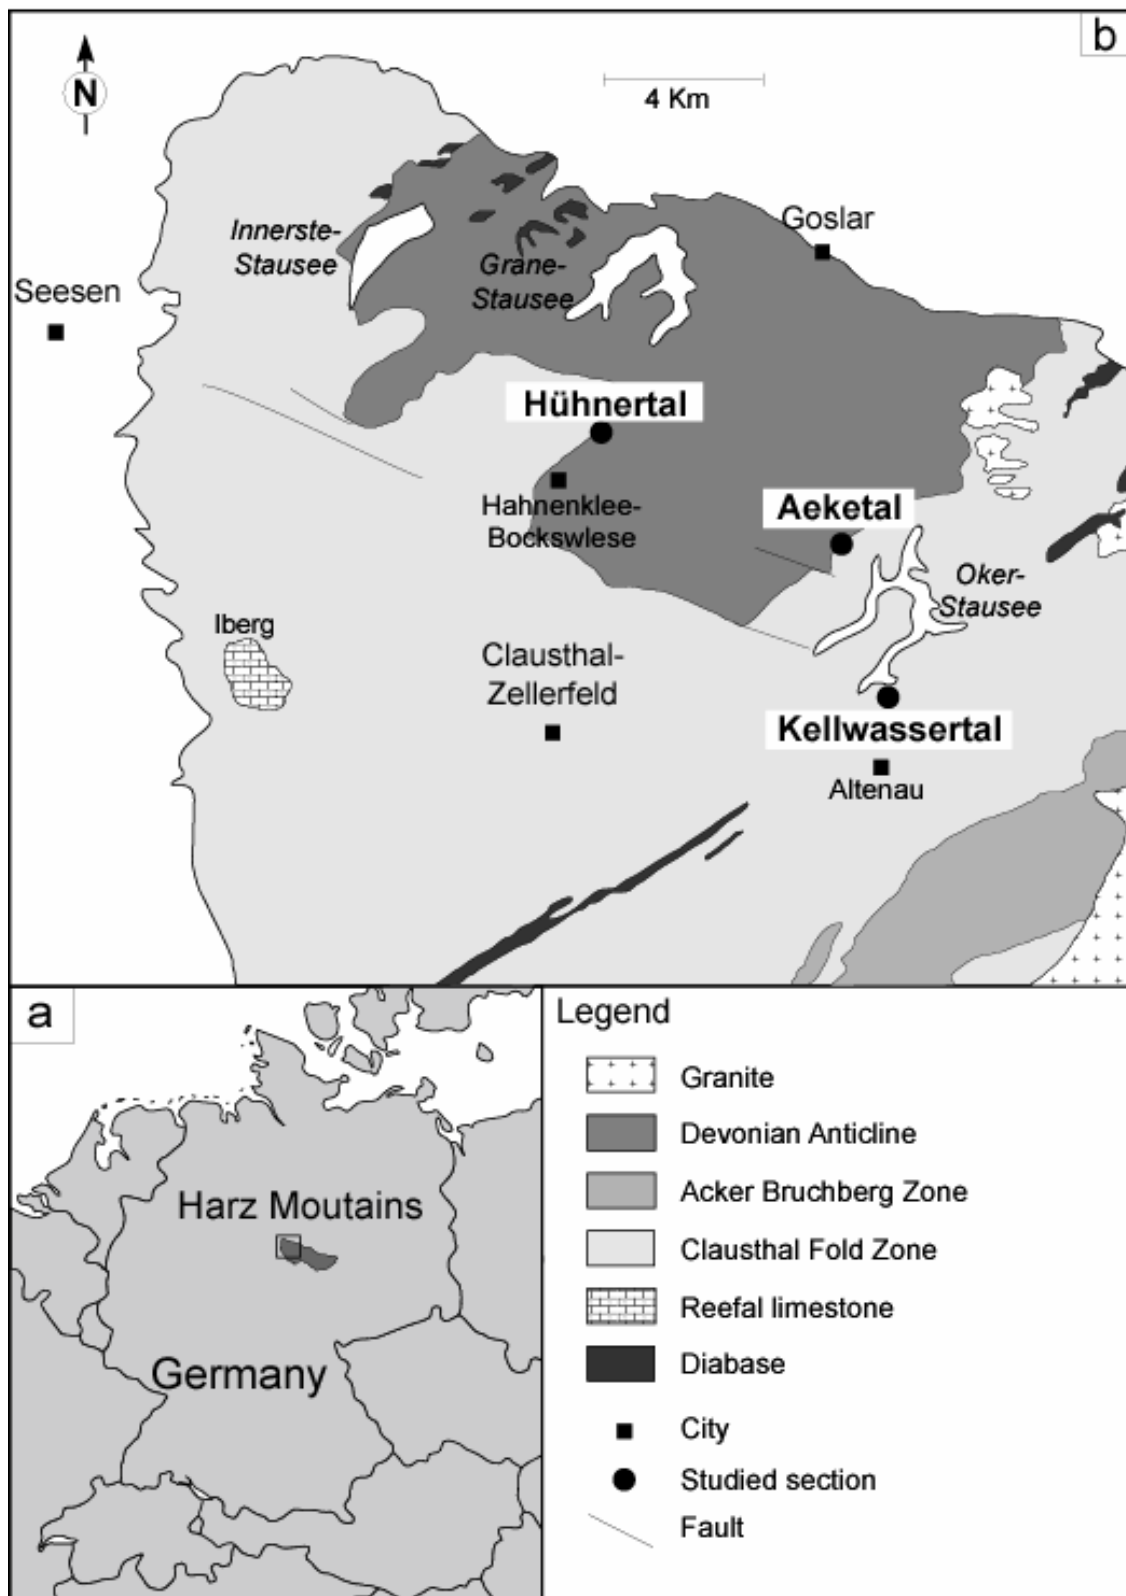 b
N
4 Km
Goslar
Innerste-
Stausee
Grane-
Stausee
Seesen
Hühnertal
Hahnenklee-
Bockswlese
Aeketal
Oker-
Stausee
Iberg
Clausthal-
Zellerfeld
Kellwassertal
Altenau
a
Harz Moutains
Germany
Legend
Granite
Devonian Anticline
Acker Bruchberg Zone
Clausthal Fold Zone
Reefal limestone
Diabase
City
Studied section
Fault